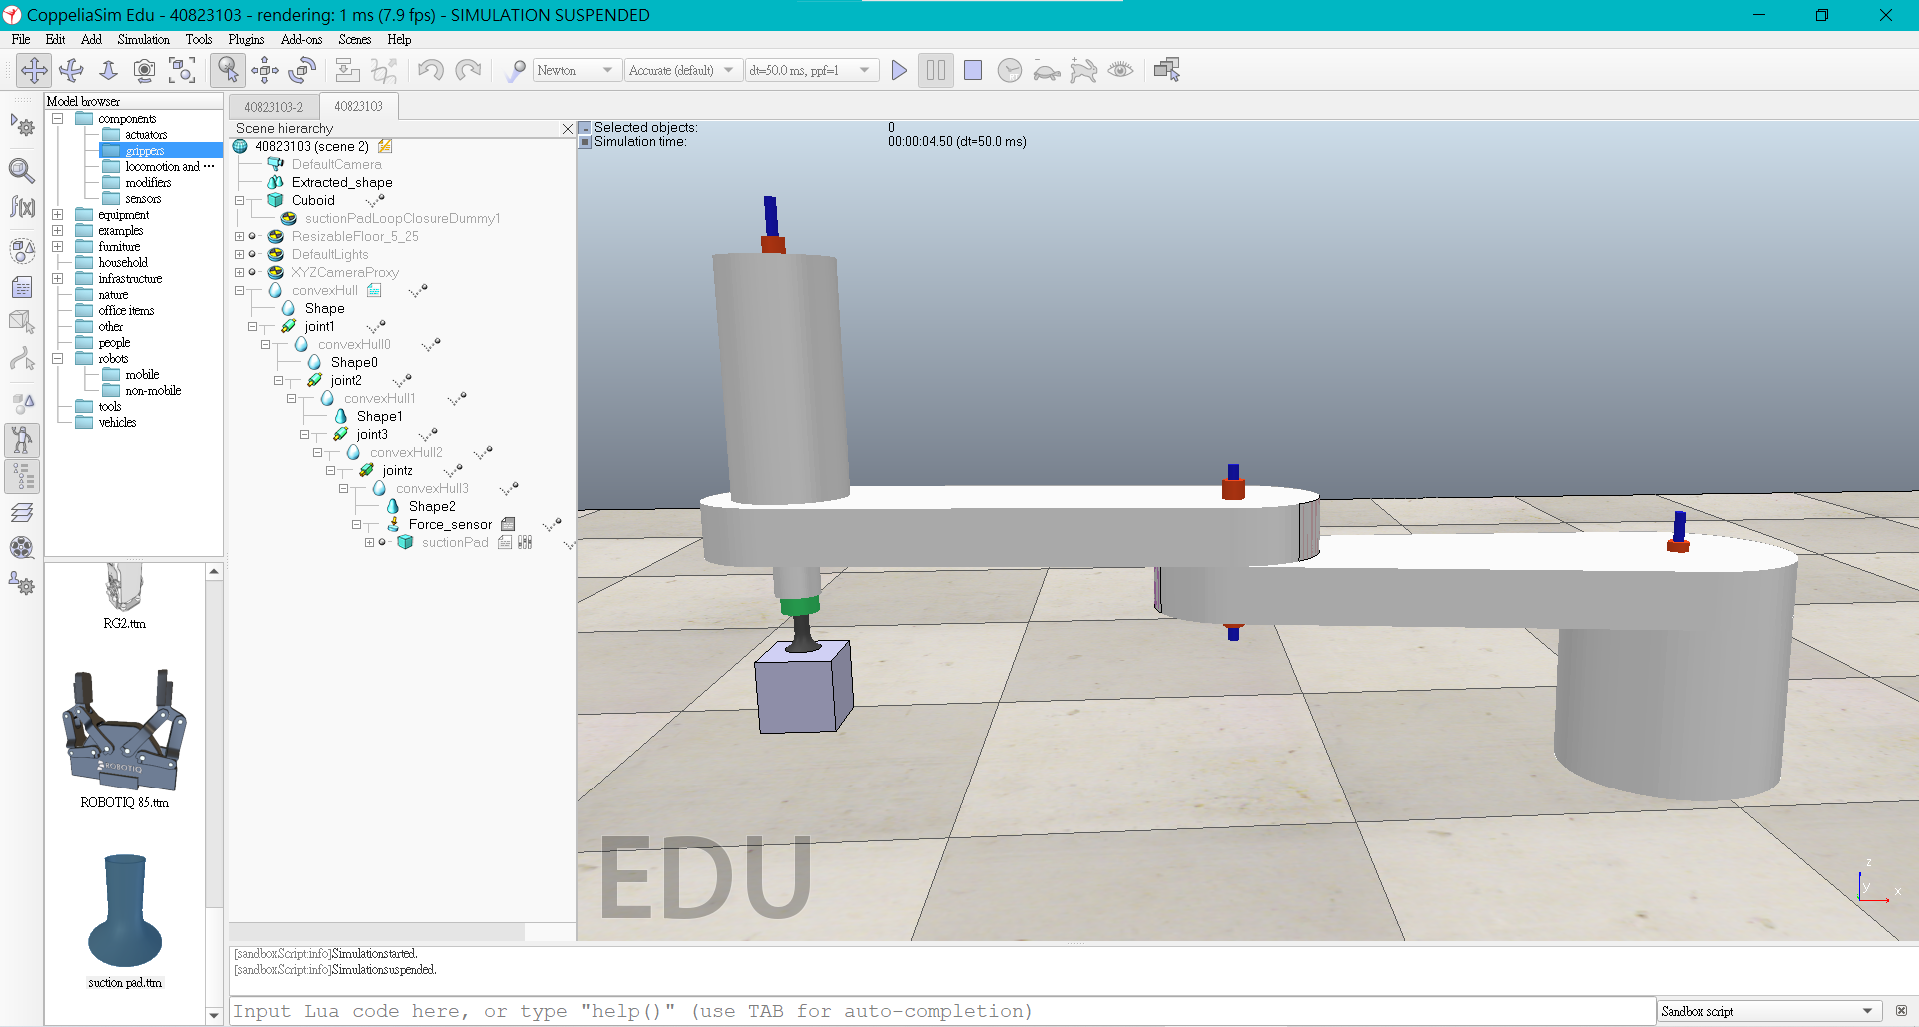 CoppeliaSim Edu - 40823103 - rendering: 1 ms (7.9 fps) - SIMULATION SUSPENDED
File Edit Add Simulation Tools Plugins Add-ons Scenes Help
Newton Accurate (default) dt=50.0 ms, ppf=1
RT
f(x)
Model browser
components
actuators
grippers
locomotion and ···
modifiers
sensors
equipment
examples
furniture
household
infrastructure
nature
office items
other
people
robots
mobile
non-mobile
tools
vehicles
RG2.ttm
ROBOTIQ
ROBOTIQ 85.ttm
suction pad.ttm
40823103-2 40823103
Scene hierarchy
40823103 (scene 2)
DefaultCamera
Extracted_shape
Cuboid
suctionPadLoopClosureDummy1
ResizableFloor_5_25
DefaultLights
XYZCameraProxy
convexHull
Shape
joint1
convexHull0
Shape0
joint2
convexHull1
Shape1
joint3
convexHull2
jointz
convexHull3
Shape2
Force_sensor
suctionPad
Selected objects: 0
Simulation time: 00:00:04.50 (dt=50.0 ms)
EDU
z
y
x
[sandboxScript:info]Simulationstarted.
[sandboxScript:info]Simulationsuspended.
Input Lua code here, or type "help()" (use TAB for auto-completion)
Sandbox script